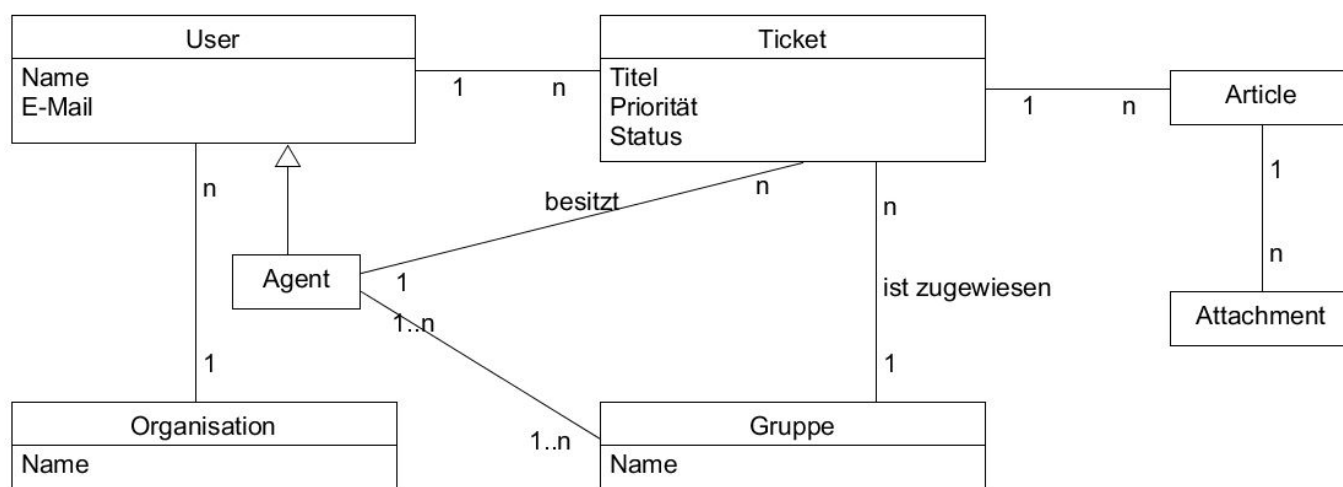 User
Name
E-Mail
1
n
Ticket
Titel
Priorität
Status
1
n
Article
1
n
Attachment
n
1
besitzt
n
1
Agent
1..n
1..n
n
ist zugewiesen
1
Organisation
Name
Gruppe
Name